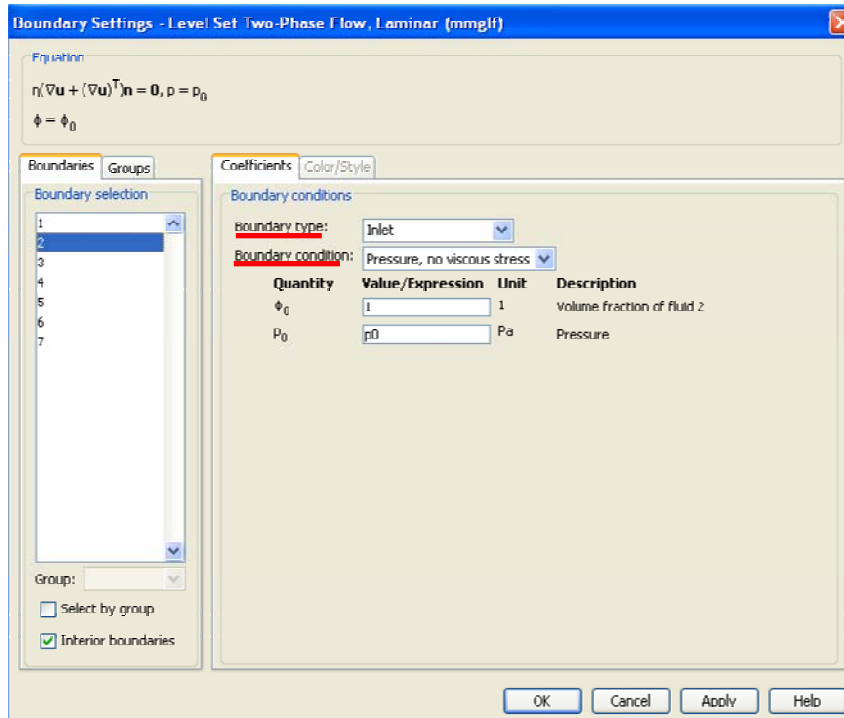 Boundary Settings - Level Set Two-Phase Flow, Laminar (mmglf)
Equation
η(∇u + (∇u)ᵀ)n = 0, p = p₀
ϕ = ϕ₀
Boundaries Groups
Coefficients Color/Style
Boundary selection
1
2
3
4
5
6
7
Group:
Select by group
Interior boundaries
Boundary conditions
Boundary type: Inlet
Boundary condition: Pressure, no viscous stress
Quantity Value/Expression Unit Description
Φ₀ 1 1 Volume fraction of fluid 2
P₀ p0 Pa Pressure
OK Cancel Apply Help